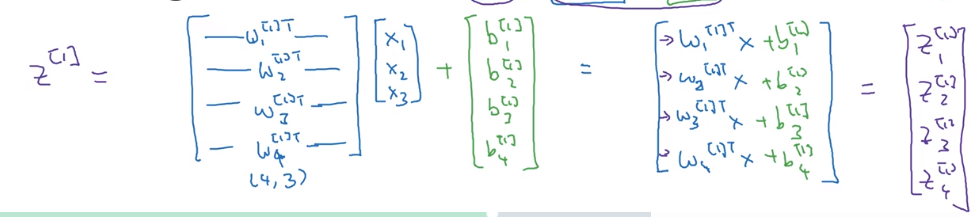 z^[1] = [ — w_1^[1]T — ; — w_2^[1]T — ; — w_3^[1]T — ; — w_4^[1]T — ] [ x_1 ; x_2 ; x_3 ] + [ b_1^[1] ; b_2^[1] ; b_3^[1] ; b_4^[1] ] = [ → w_1^[1]T x + b_1^[1] ; → w_2^[1]T x + b_2^[1] ; → w_3^[1]T x + b_3^[1] ; → w_4^[1]T x + b_4^[1] ] = [ z_1^[1] ; z_2^[1] ; z_3^[1] ; z_4^[1] ]
(4,3)